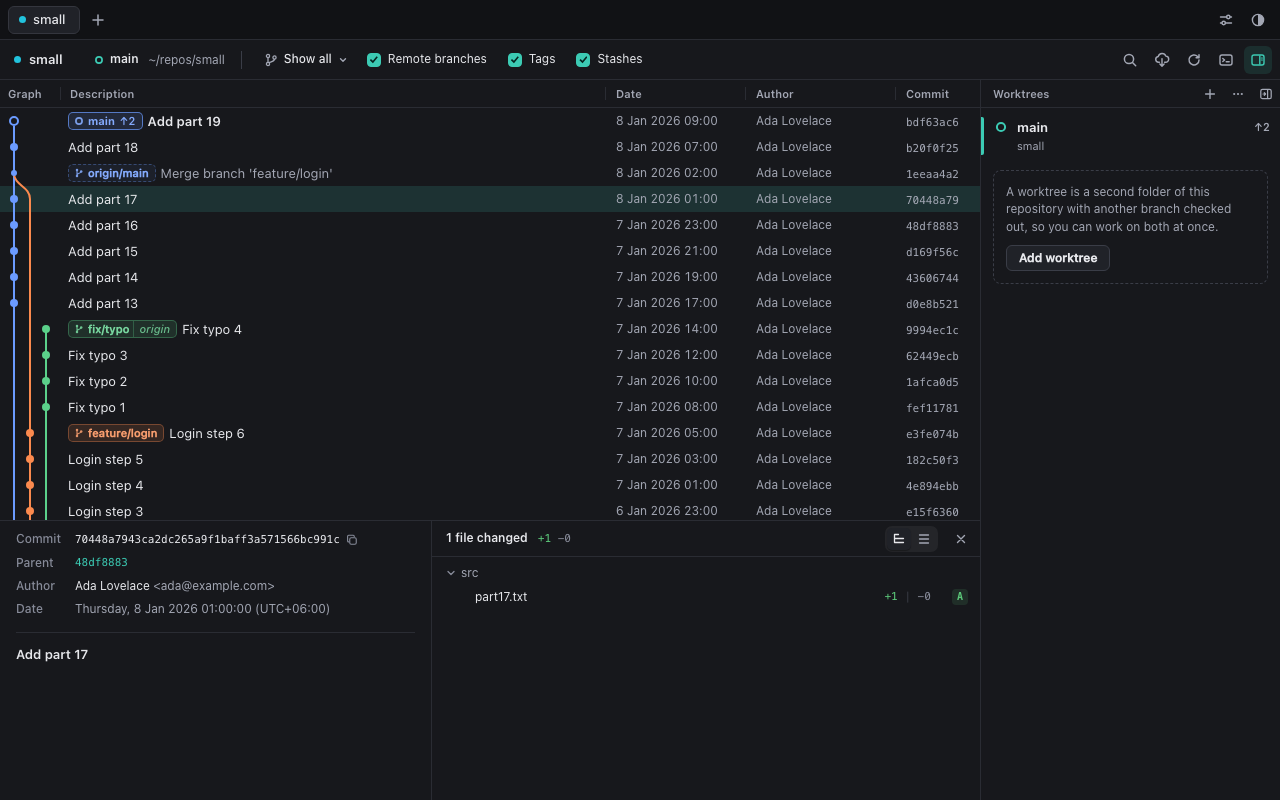 small
small main ~/repos/small Show all Remote branches Tags Stashes
Graph Description Date Author Commit Worktrees
main ↑2 Add part 19 8 Jan 2026 09:00 Ada Lovelace bdf63ac6
Add part 18 8 Jan 2026 07:00 Ada Lovelace b20f0f25
origin/main Merge branch 'feature/login' 8 Jan 2026 02:00 Ada Lovelace 1eeaa4a2
Add part 17 8 Jan 2026 01:00 Ada Lovelace 70448a79
Add part 16 7 Jan 2026 23:00 Ada Lovelace 48df8883
Add part 15 7 Jan 2026 21:00 Ada Lovelace d169f56c
Add part 14 7 Jan 2026 19:00 Ada Lovelace 43606744
Add part 13 7 Jan 2026 17:00 Ada Lovelace d0e8b521
fix/typo origin Fix typo 4 7 Jan 2026 14:00 Ada Lovelace 9994ec1c
Fix typo 3 7 Jan 2026 12:00 Ada Lovelace 62449ecb
Fix typo 2 7 Jan 2026 10:00 Ada Lovelace 1afca0d5
Fix typo 1 7 Jan 2026 08:00 Ada Lovelace fef11781
feature/login Login step 6 7 Jan 2026 05:00 Ada Lovelace e3fe074b
Login step 5 7 Jan 2026 03:00 Ada Lovelace 182c50f3
Login step 4 7 Jan 2026 01:00 Ada Lovelace 4e894ebb
Login step 3 6 Jan 2026 23:00 Ada Lovelace e15f6360
main ↑2
small
A worktree is a second folder of this
repository with another branch checked
out, so you can work on both at once.
Add worktree
Commit 70448a7943ca2dc265a9f1baff3a571566bc991c
Parent 48df8883
Author Ada Lovelace <ada@example.com>
Date Thursday, 8 Jan 2026 01:00:00 (UTC+06:00)
Add part 17
1 file changed +1 −0
src
part17.txt +1 | −0 A